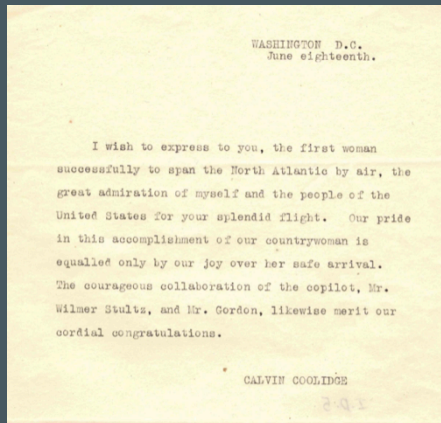 WASHINGTON D.C.
June eighteenth.
I wish to express to you, the first woman
successfully to span the North Atlantic by air, the
great admiration of myself and the people of the
United States for your splendid flight. Our pride
in this accomplishment of our countrywoman is
equalled only by our joy over her safe arrival.
The courageous collaboration of the copilot, Mr.
Wilmer Stultz, and Mr. Gordon, likewise merit our
cordial congratulations.
CALVIN COOLIDGE